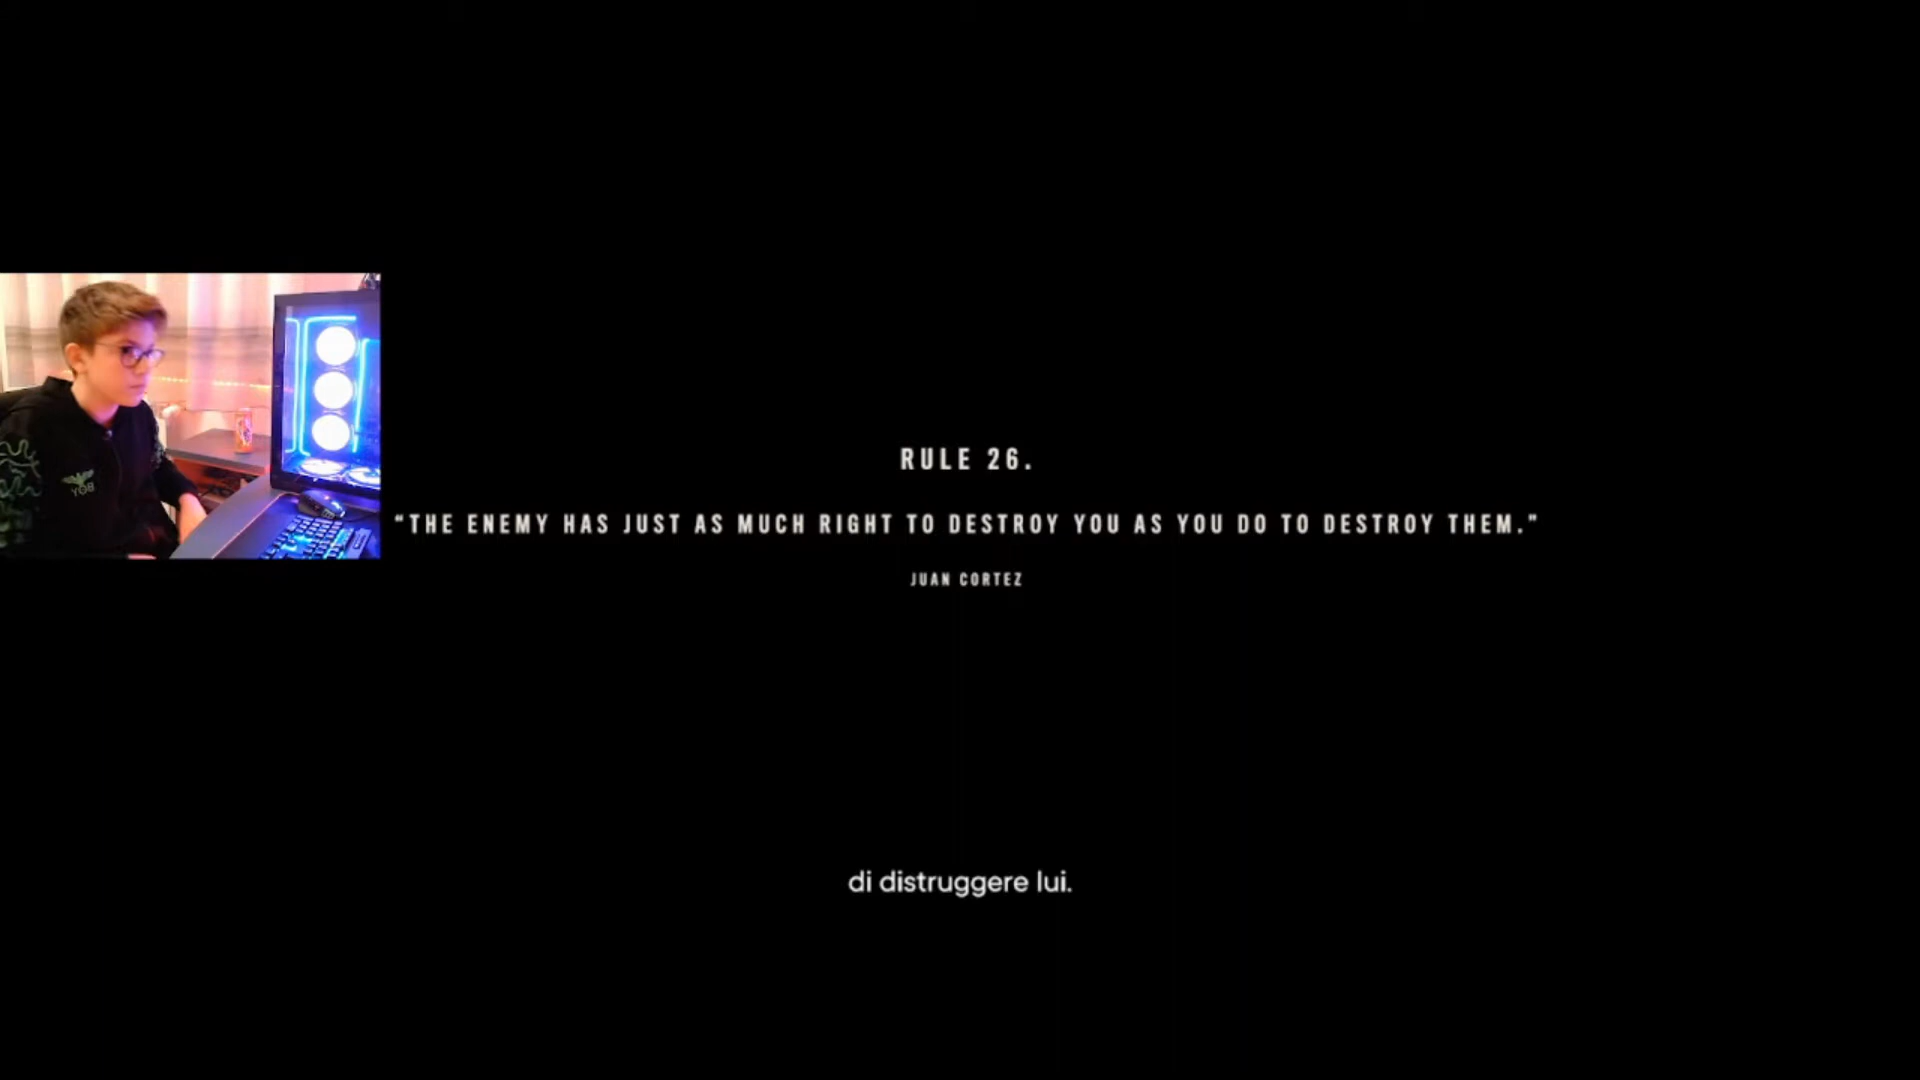 RULE 26.
“THE ENEMY HAS JUST AS MUCH RIGHT TO DESTROY YOU AS YOU DO TO DESTROY THEM.”
JUAN CORTEZ
BOY
di distruggere lui.